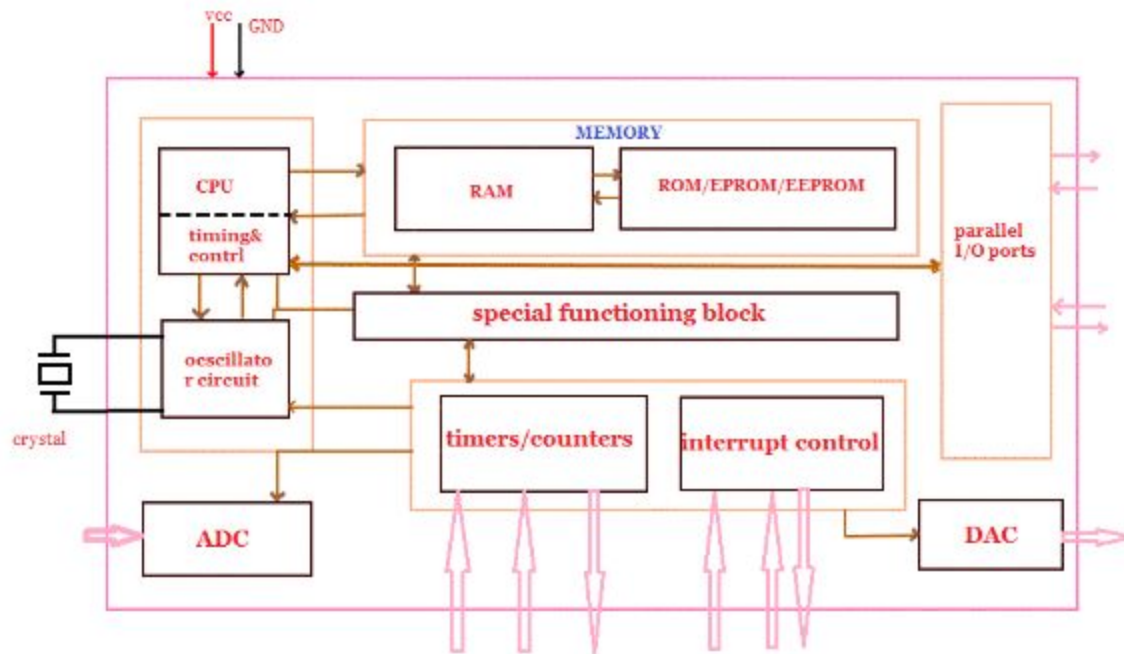 vcc
GND
MEMORY
CPU
RAM
ROM/EPROM/EEPROM
timing&
contrl
parallel
I/O ports
special functioning block
ocscillato
r circuit
crystal
timers/counters
interrupt control
ADC
DAC